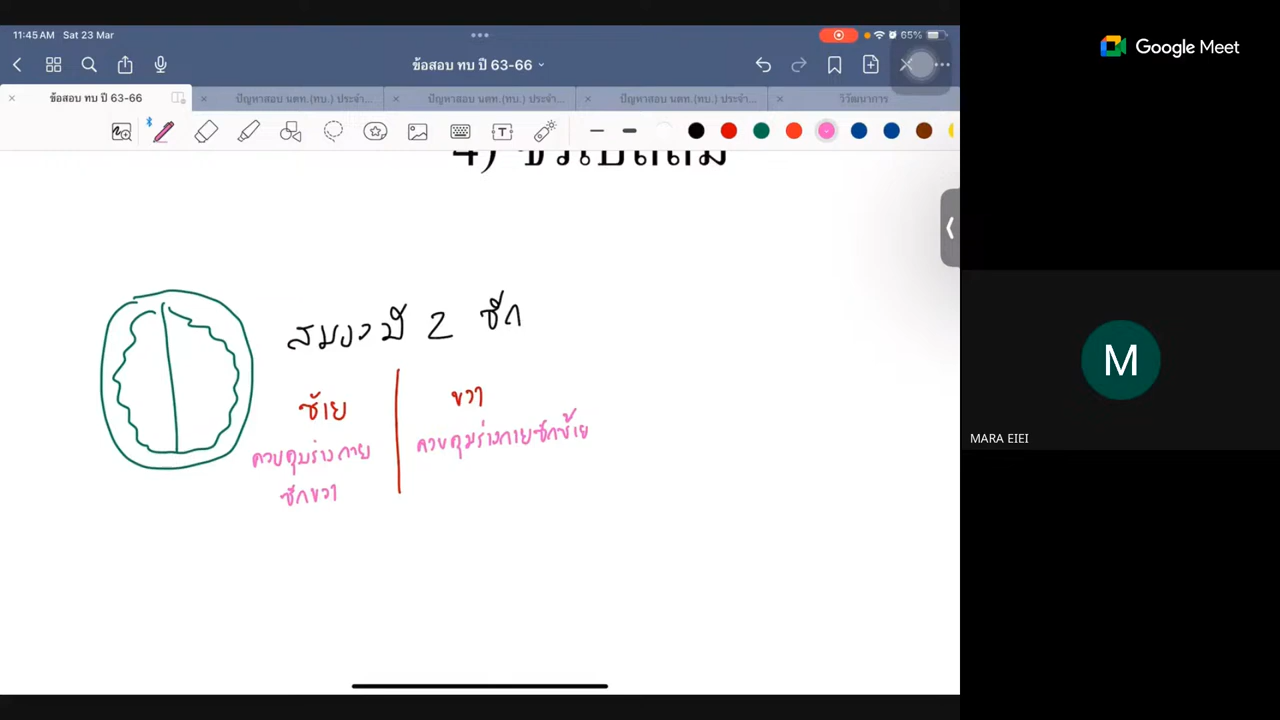 11:45 AM Sat 23 Mar
65%
Google Meet
ข้อสอบ ทบ ปี 63-66
ข้อสอบ ทบ ปี 63-66
ปัญหาสอบ นตท.(ทบ.) ประจำ...
ปัญหาสอบ นตท.(ทบ.) ประจำ...
ปัญหาสอบ นตท.(ทบ.) ประจำ...
วิวัฒนาการ
4)
สมองมี 2 ซีก
ซ้าย
ขวา
ควบคุมร่างกาย
ซีกขวา
ควบคุมร่างกายซีกซ้าย
M
MARA EIEI